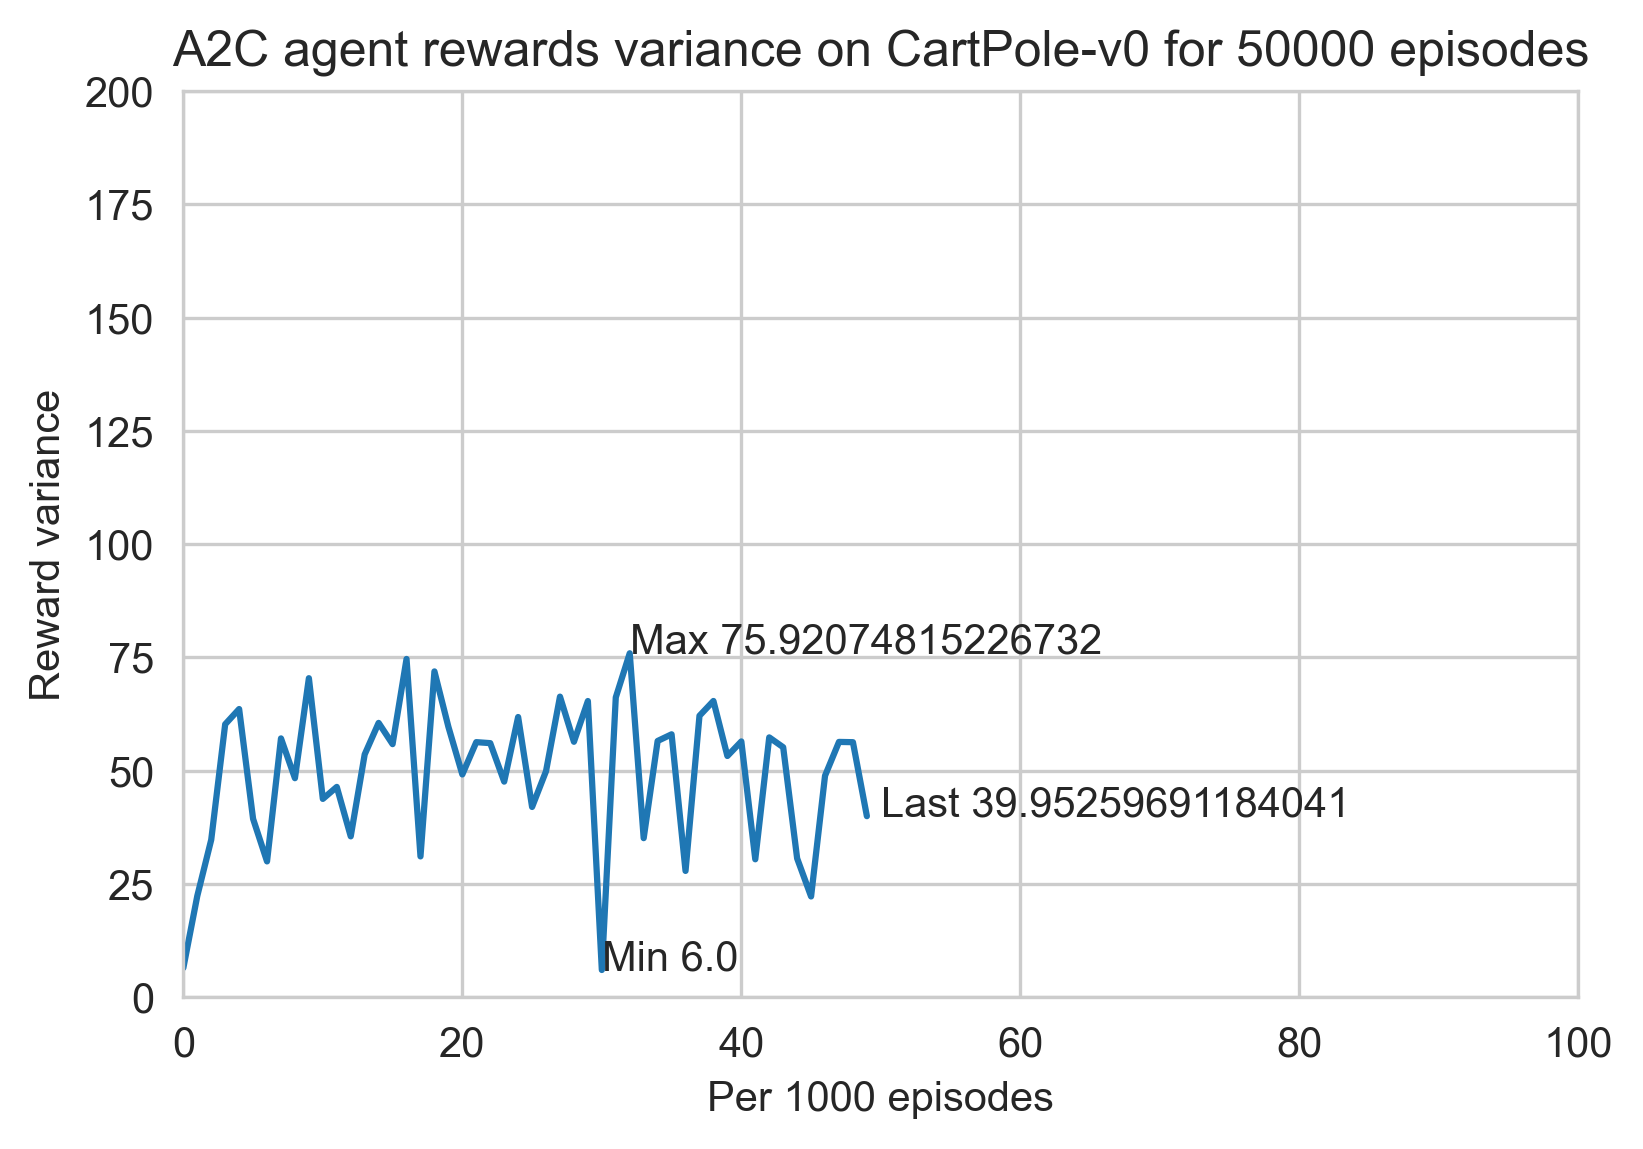 A2C agent rewards variance on CartPole-v0 for 50000 episodes
200
175
150
125
100
75
50
25
0
Reward variance
Max 75.92074815226732
Last 39.95259691184041
Min 6.0
0 20 40 60 80 100
Per 1000 episodes